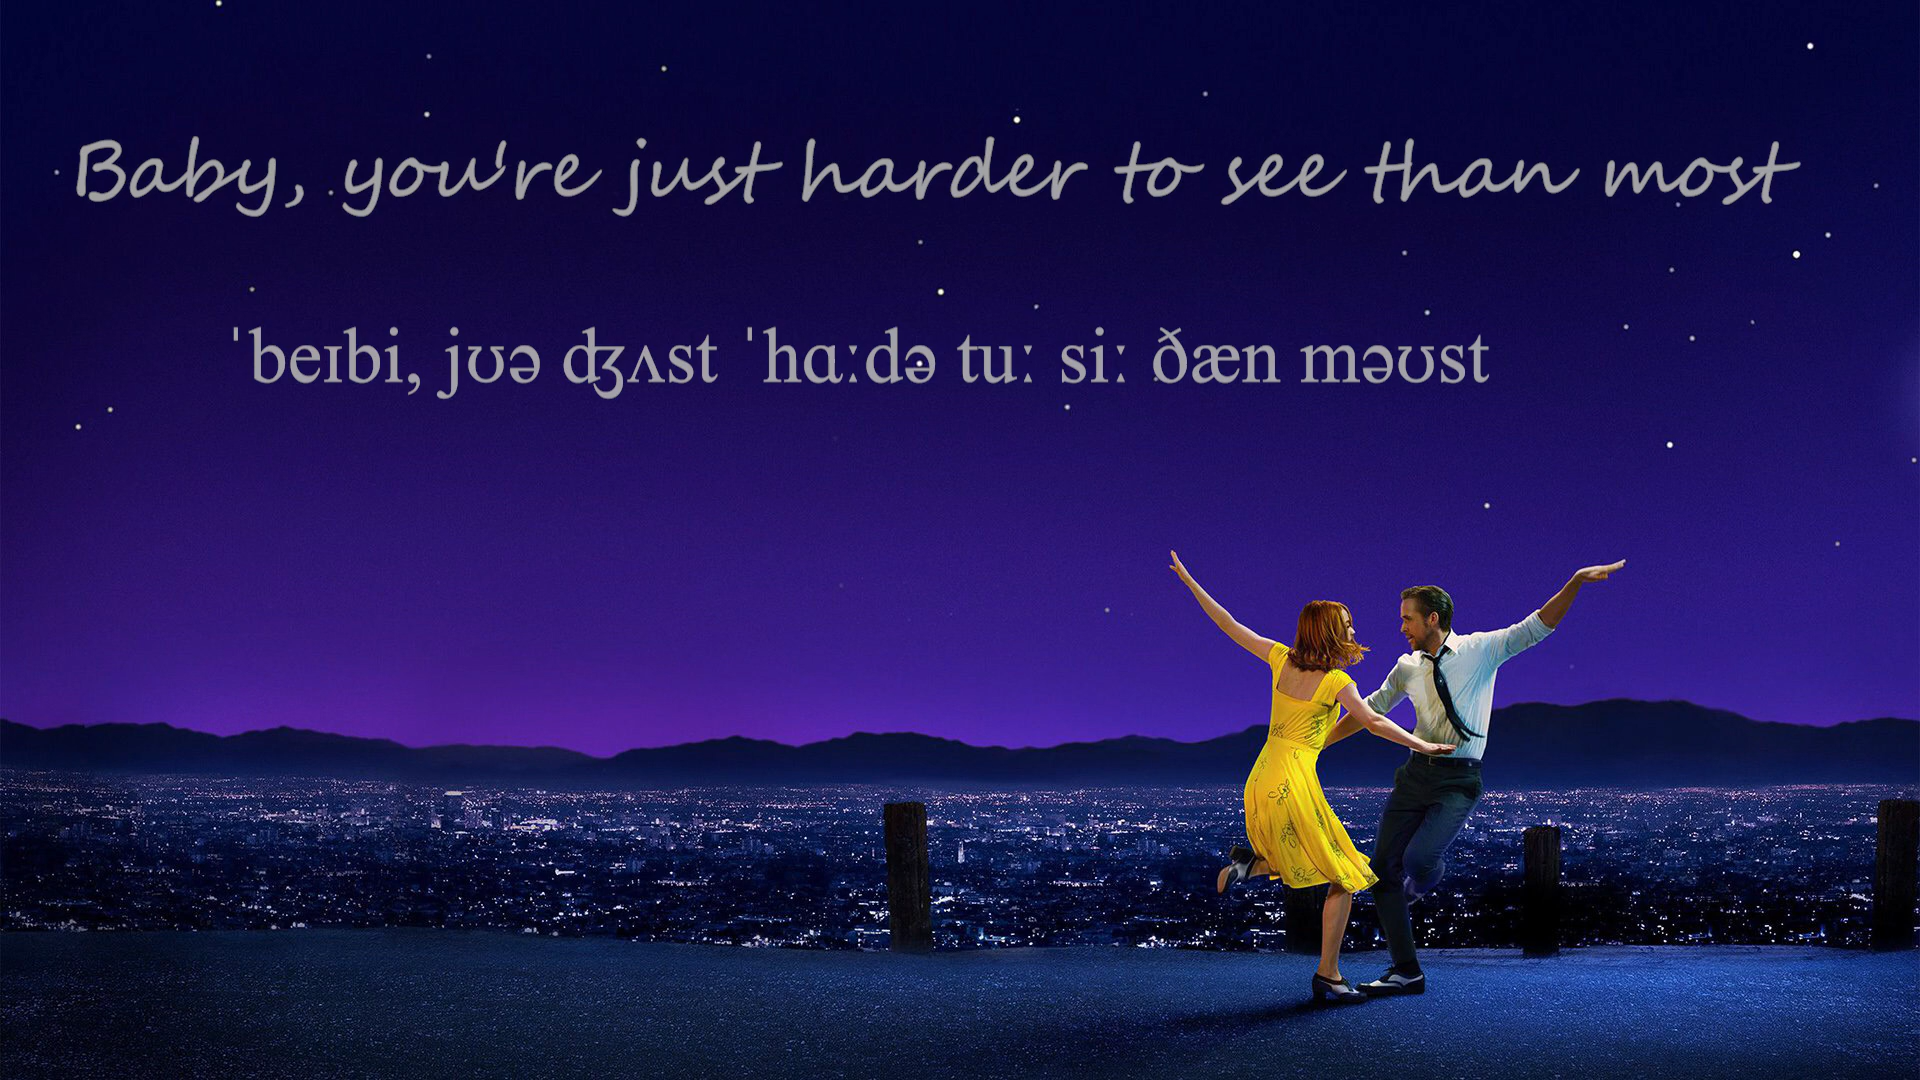 Baby, you're just harder to see than most
ˈbeɪbi, jʊə ʤʌst ˈhɑːdə tuː siː ðæn məʊst